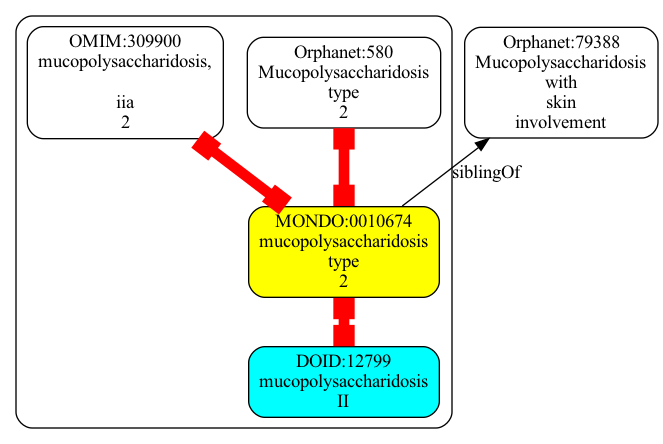 OMIM:309900
mucopolysaccharidosis,
iia
2
Orphanet:580
Mucopolysaccharidosis
type
2
Orphanet:79388
Mucopolysaccharidosis
with
skin
involvement
siblingOf
MONDO:0010674
mucopolysaccharidosis
type
2
DOID:12799
mucopolysaccharidosis
II